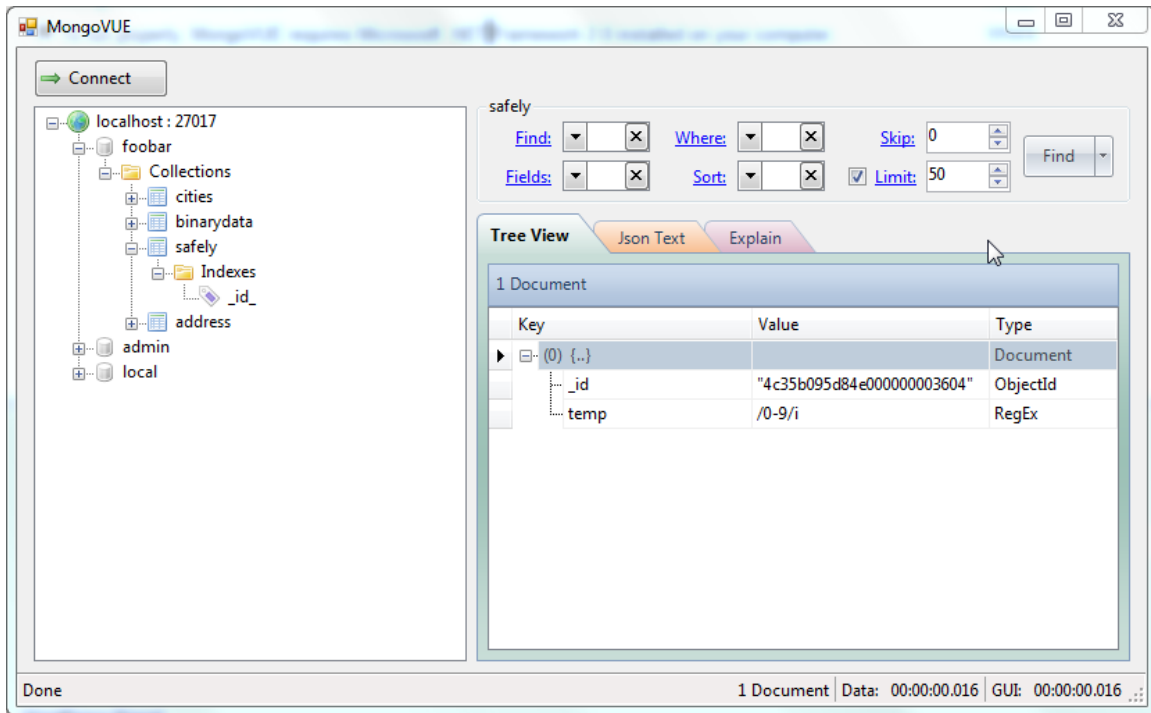 MongoVUE
Connect
localhost : 27017
foobar
Collections
cities
binarydata
safely
Indexes
_id_
address
admin
local
safely
Find: Where: Skip: 0 Find
Fields: Sort: Limit: 50
Tree View Json Text Explain
1 Document
Key Value Type
(0) {..} Document
_id "4c35b095d84e000000003604" ObjectId
temp /0-9/i RegEx
Done 1 Document Data: 00:00:00.016 GUI: 00:00:00.016